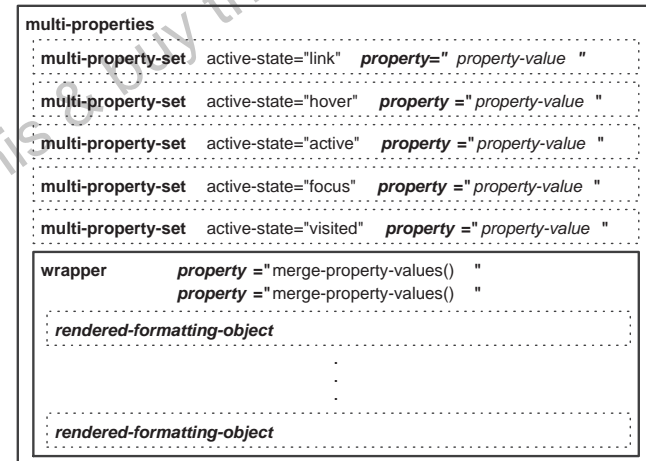 multi-properties
multi-property-set active-state="link" property=" property-value "
multi-property-set active-state="hover" property =" property-value "
multi-property-set active-state="active" property =" property-value "
multi-property-set active-state="focus" property =" property-value "
multi-property-set active-state="visited" property =" property-value "
wrapper property =" merge-property-values() "
property =" merge-property-values() "
rendered-formatting-object
.
.
.
rendered-formatting-object
is & buy